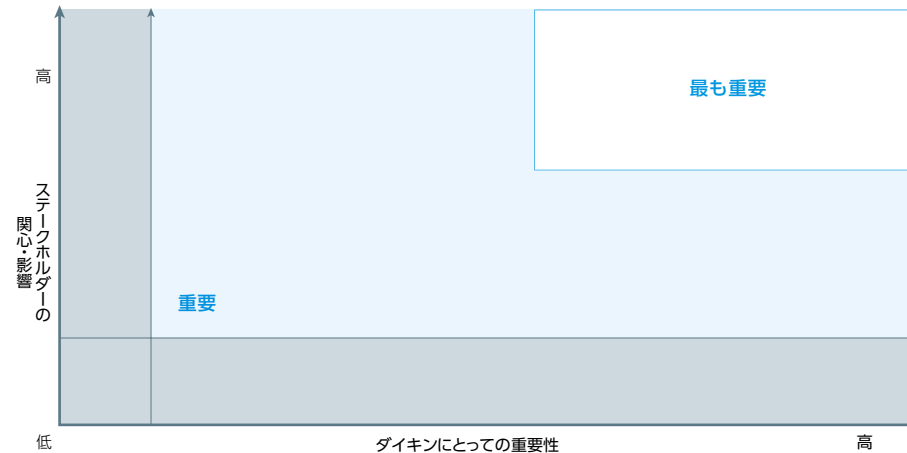 高
最も重要
ステークホルダーの
関心・影響
重要
低
ダイキンにとっての重要性
高